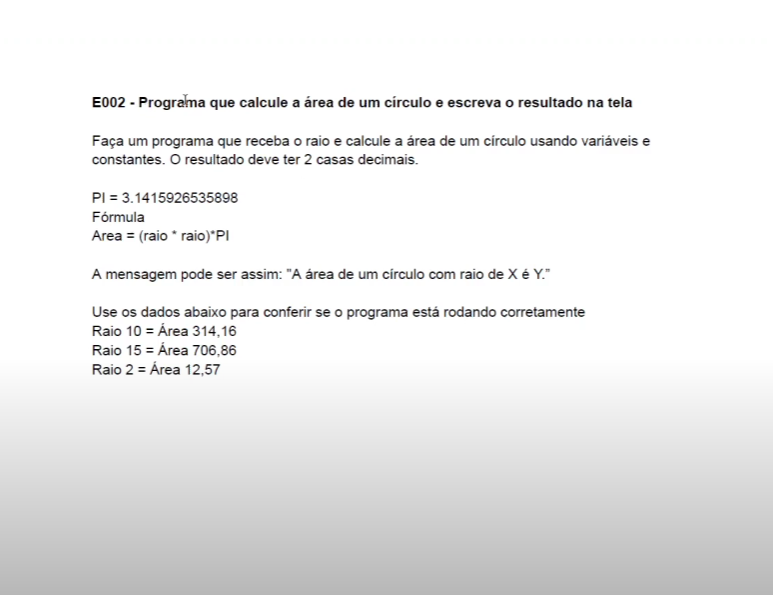 E002 - Programa que calcule a área de um círculo e escreva o resultado na tela
Faça um programa que receba o raio e calcule a área de um círculo usando variáveis e
constantes. O resultado deve ter 2 casas decimais.
PI = 3.1415926535898
Fórmula
Area = (raio * raio)*PI
A mensagem pode ser assim: "A área de um círculo com raio de X é Y."
Use os dados abaixo para conferir se o programa está rodando corretamente
Raio 10 = Área 314,16
Raio 15 = Área 706,86
Raio 2 = Área 12,57